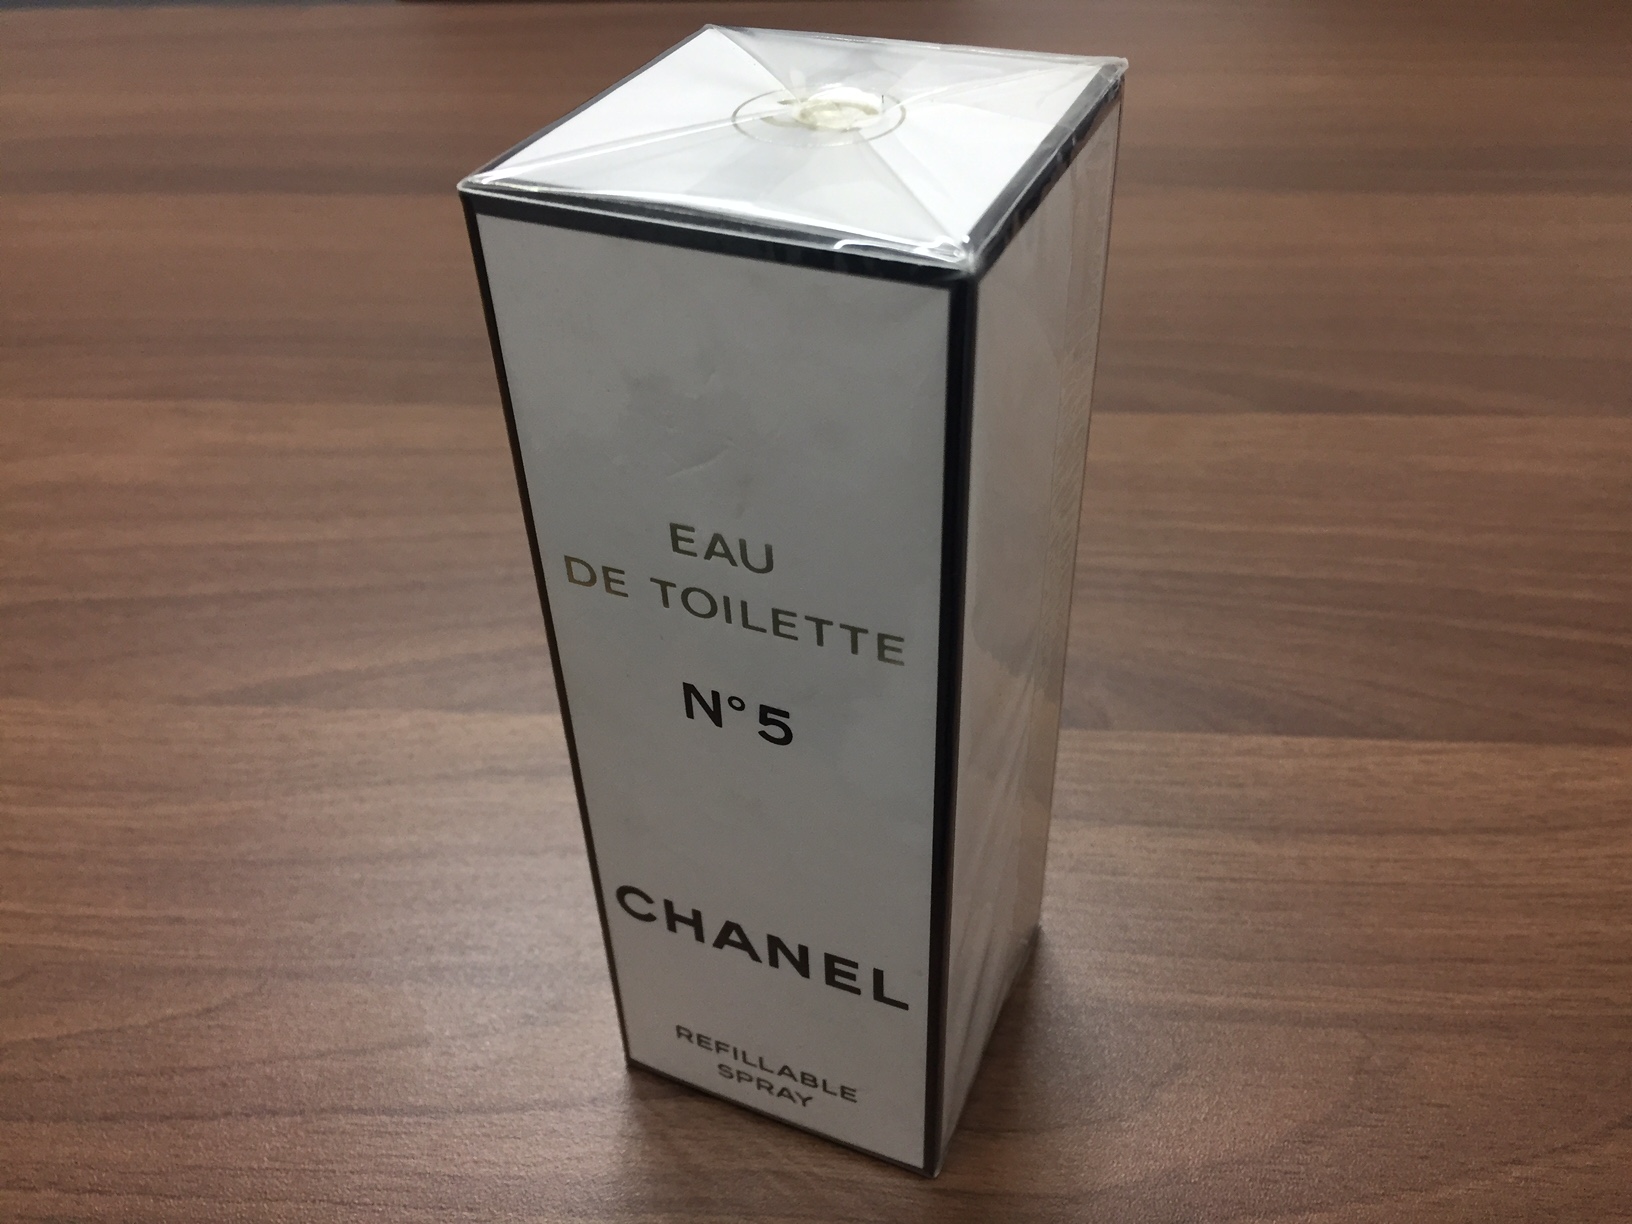 EAU
DE TOILETTE
N°5
CHANEL
REFILLABLE
SPRAY